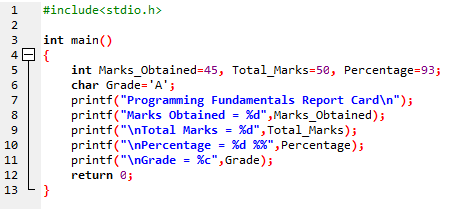 1 #include<stdio.h>
2
3 int main()
4 {
5 int Marks_Obtained=45, Total_Marks=50, Percentage=93;
6 char Grade='A';
7 printf("Programming Fundamentals Report Card\n");
8 printf("Marks Obtained = %d",Marks_Obtained);
9 printf("\nTotal Marks = %d",Total_Marks);
10 printf("\nPercentage = %d %%",Percentage);
11 printf("\nGrade = %c",Grade);
12 return 0;
13 }